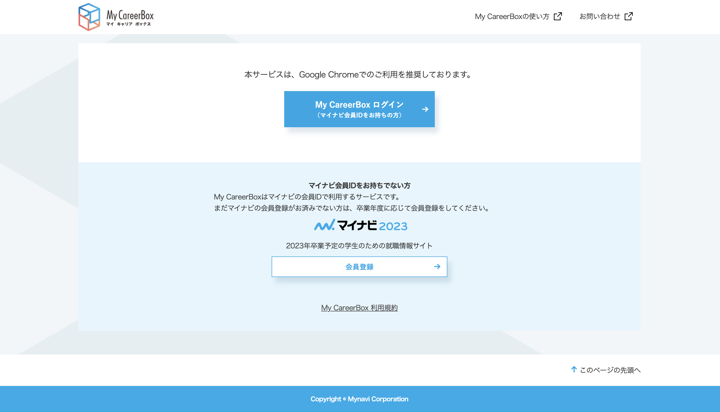 My CareerBox
マイ キャリア ボックス
My CareerBoxの使い方
お問い合わせ
本サービスは、Google Chromeでのご利用を推奨しております。
My CareerBox ログイン
(マイナビ会員IDをお持ちの方)
マイナビ会員IDをお持ちでない方
My CareerBoxはマイナビの会員IDで利用するサービスです。
まだマイナビの会員登録がお済みでない方は、卒業年度に応じて会員登録をしてください。
マイナビ2023
2023年卒業予定の学生のための就職情報サイト
会員登録
My CareerBox 利用規約
このページの先頭へ
Copyright © Mynavi Corporation